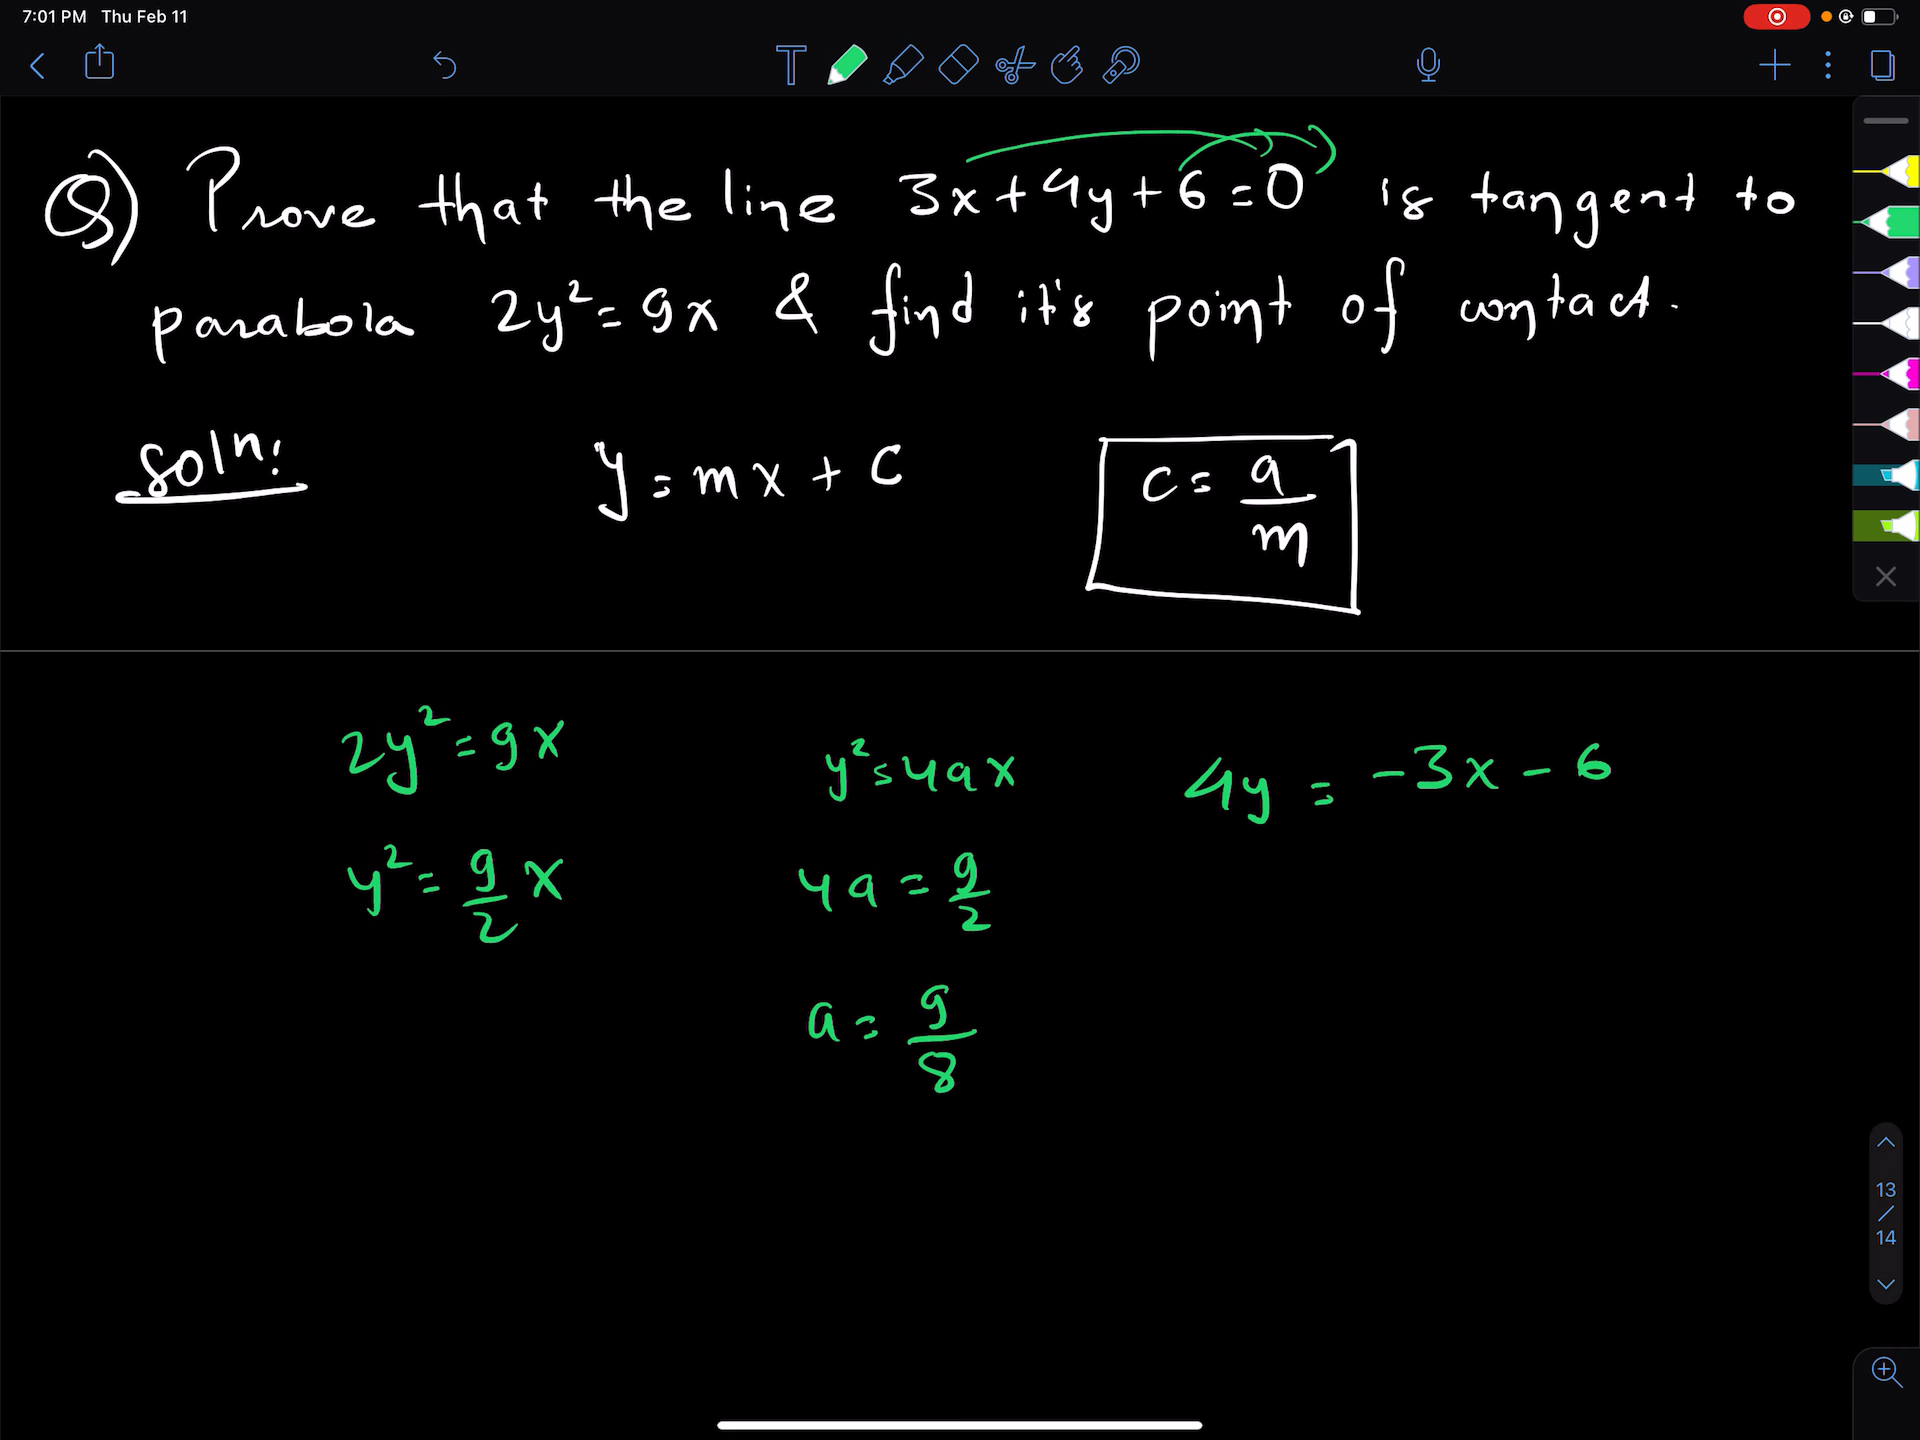 7:01 PM Thu Feb 11
Q) Prove that the line 3x + 4y + 6 = 0 is tangent to
parabola 2y² = 9x & find it's point of contact.
soln:
y = mx + c
c = a/m
2y² = 9x
y² = 9/2 x
y² = 4ax
4a = 9/2
a = 9/8
4y = -3x - 6
13
/
14